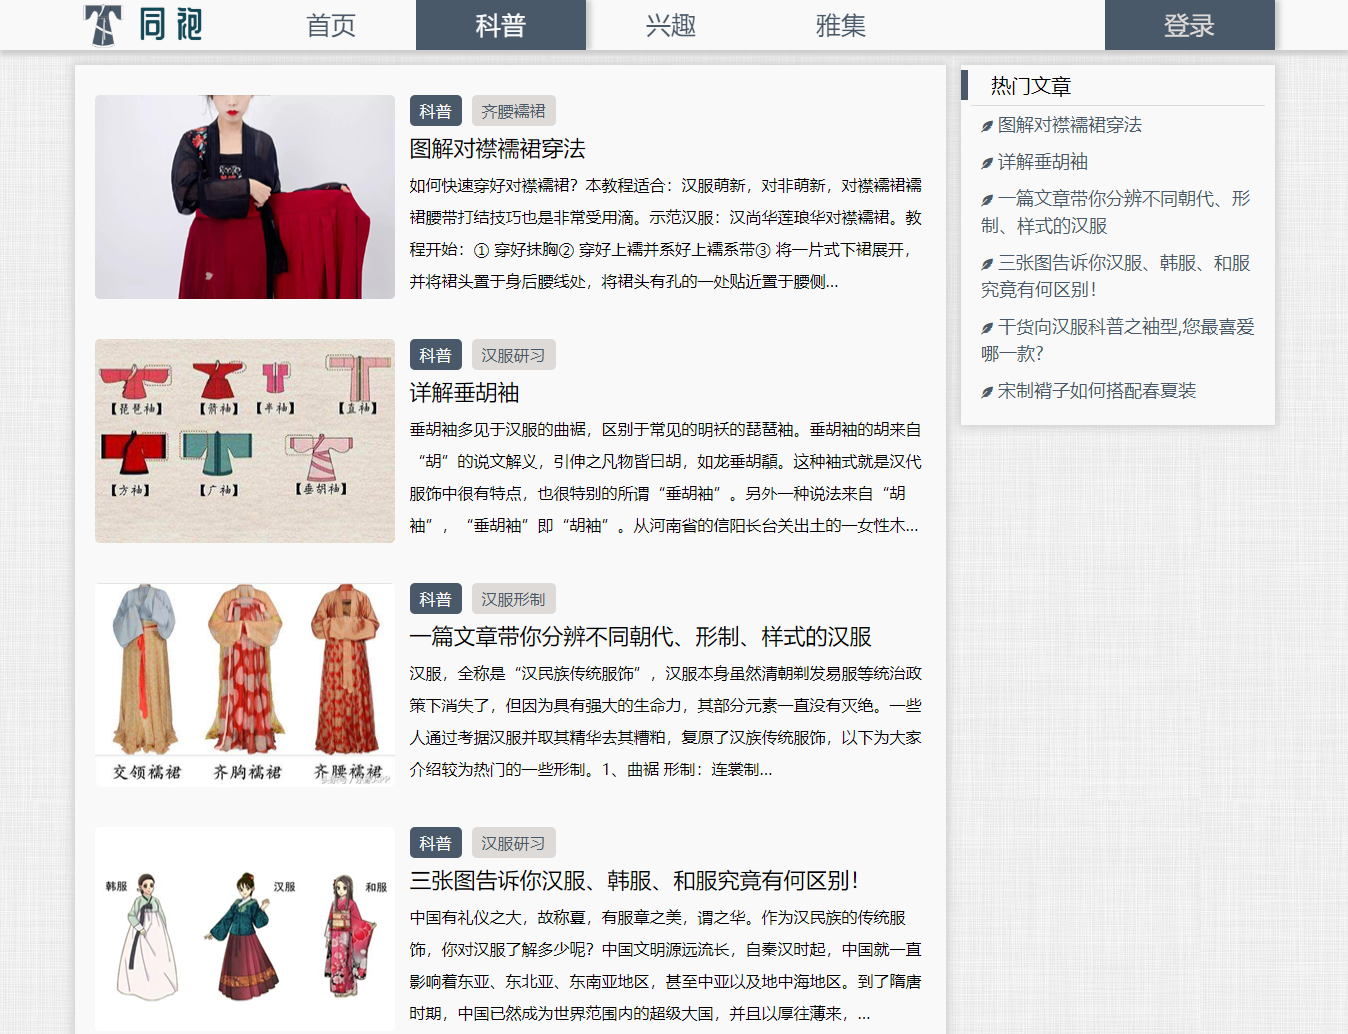 同袍
首页
科普
兴趣
雅集
登录
科普 齐腰襦裙
图解对襟襦裙穿法
如何快速穿好对襟襦裙？本教程适合：汉服萌新，对非萌新，对襟襦裙襦
裙腰带打结技巧也是非常受用滴。示范汉服：汉尚华莲琅华对襟襦裙。教
程开始：① 穿好抹胸② 穿好上襦并系好上襦系带③ 将一片式下裙展开，
并将裙头置于身后腰线处，将裙头有孔的一处贴近置于腰侧...
【琵琶袖】 【箭袖】 【半袖】 【直袖】
【方袖】 【广袖】 【垂胡袖】
科普 汉服研习
详解垂胡袖
垂胡袖多见于汉服的曲裾，区别于常见的明袄的琵琶袖。垂胡袖的胡来自
“胡”的说文解义，引伸之凡物皆曰胡，如龙垂胡顡。这种袖式就是汉代
服饰中很有特点，也很特别的所谓“垂胡袖”。另外一种说法来自“胡
袖”，“垂胡袖”即“胡袖”。从河南省的信阳长台关出土的一女性木...
交领襦裙 齐胸襦裙 齐腰襦裙
科普 汉服形制
一篇文章带你分辨不同朝代、形制、样式的汉服
汉服，全称是“汉民族传统服饰”，汉服本身虽然清朝剃发易服等统治政
策下消失了，但因为具有强大的生命力，其部分元素一直没有灭绝。一些
人通过考据汉服并取其精华去其糟粕，复原了汉族传统服饰，以下为大家
介绍较为热门的一些形制。1、曲裾 形制：连裳制...
韩服 汉服 和服
科普 汉服研习
三张图告诉你汉服、韩服、和服究竟有何区别！
中国有礼仪之大，故称夏，有服章之美，谓之华。作为汉民族的传统服
饰，你对汉服了解多少呢？中国文明源远流长，自秦汉时起，中国就一直
影响着东亚、东北亚、东南亚地区，甚至中亚以及地中海地区。到了隋唐
时期，中国已然成为世界范围内的超级大国，并且以厚往薄来，...
热门文章
图解对襟襦裙穿法
详解垂胡袖
一篇文章带你分辨不同朝代、形
制、样式的汉服
三张图告诉你汉服、韩服、和服
究竟有何区别！
干货向汉服科普之袖型,您最喜爱
哪一款?
宋制褙子如何搭配春夏装